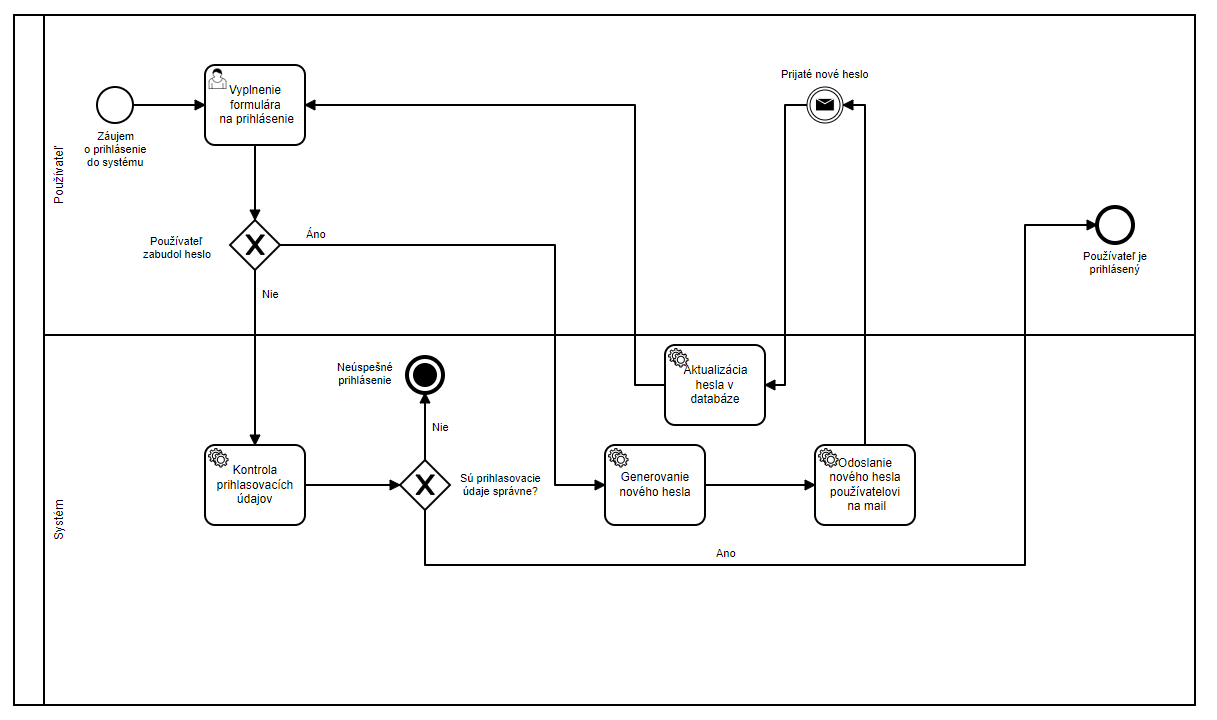 Používateľ
Záujem
o prihlásenie
do systému
Vyplnenie
formulára
na prihlásenie
Prijaté nové heslo
Používateľ
zabudol heslo
Áno
Nie
Používateľ je
prihlásený
Systém
Neúspešné
prihlásenie
Nie
Aktualizácia
hesla v
databáze
Kontrola
prihlasovacích
údajov
Sú prihlasovacie
údaje správne?
Generovanie
nového hesla
Odoslanie
nového hesla
používatelovi
na mail
Ano